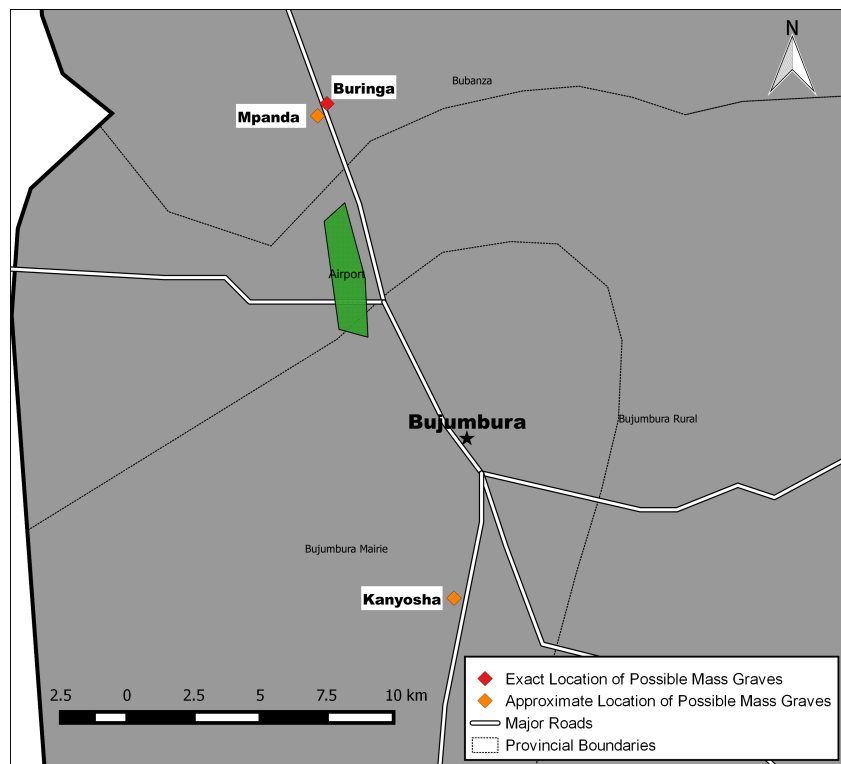 N
Bubanza
Buringa
Mpanda
Airport
Bujumbura
Bujumbura Rural
Bujumbura Mairie
Kanyosha
2.5 0 2.5 5 7.5 10 km
Exact Location of Possible Mass Graves
Approximate Location of Possible Mass Graves
Major Roads
Provincial Boundaries